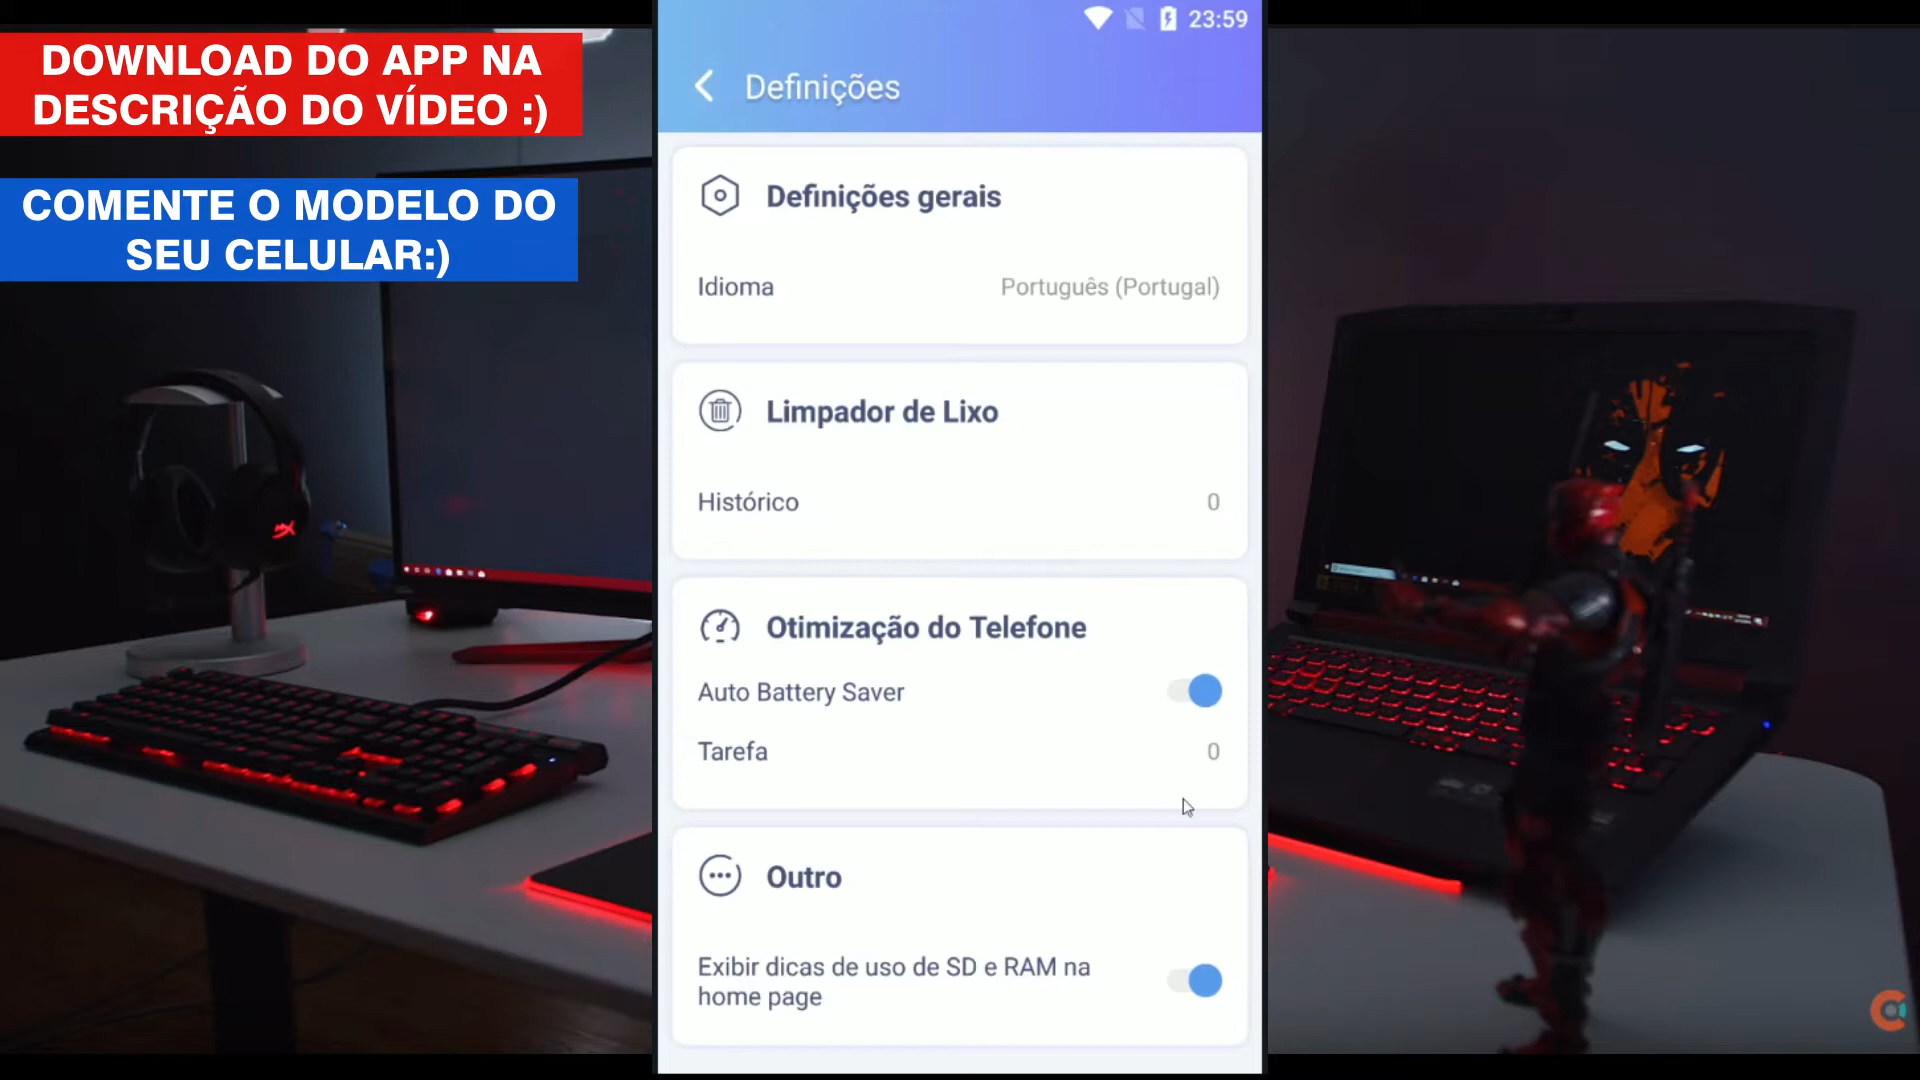 DOWNLOAD DO APP NA
DESCRIÇÃO DO VÍDEO :)
COMENTE O MODELO DO
SEU CELULAR:)
23:59
Definições
Definições gerais
Idioma
Português (Portugal)
Limpador de Lixo
Histórico
0
Otimização do Telefone
Auto Battery Saver
Tarefa
0
Outro
Exibir dicas de uso de SD e RAM na
home page